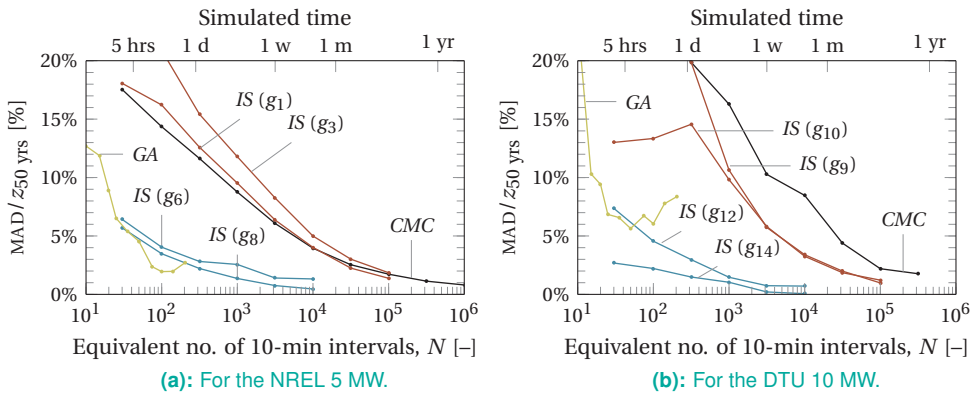 Simulated time
5 hrs 1 d 1 w 1 m 1 yr
20%
15%
10%
5%
0%
MAD/z50 yrs [%]
IS (g1)
IS (g3)
GA
IS (g6)
IS (g8)
CMC
10^1 10^2 10^3 10^4 10^5 10^6
Equivalent no. of 10-min intervals, N [–]
(a): For the NREL 5 MW.
Simulated time
5 hrs 1 d 1 w 1 m 1 yr
20%
15%
10%
5%
0%
MAD/z50 yrs [%]
GA
IS (g10)
IS (g9)
IS (g12)
IS (g14)
CMC
10^1 10^2 10^3 10^4 10^5 10^6
Equivalent no. of 10-min intervals, N [–]
(b): For the DTU 10 MW.